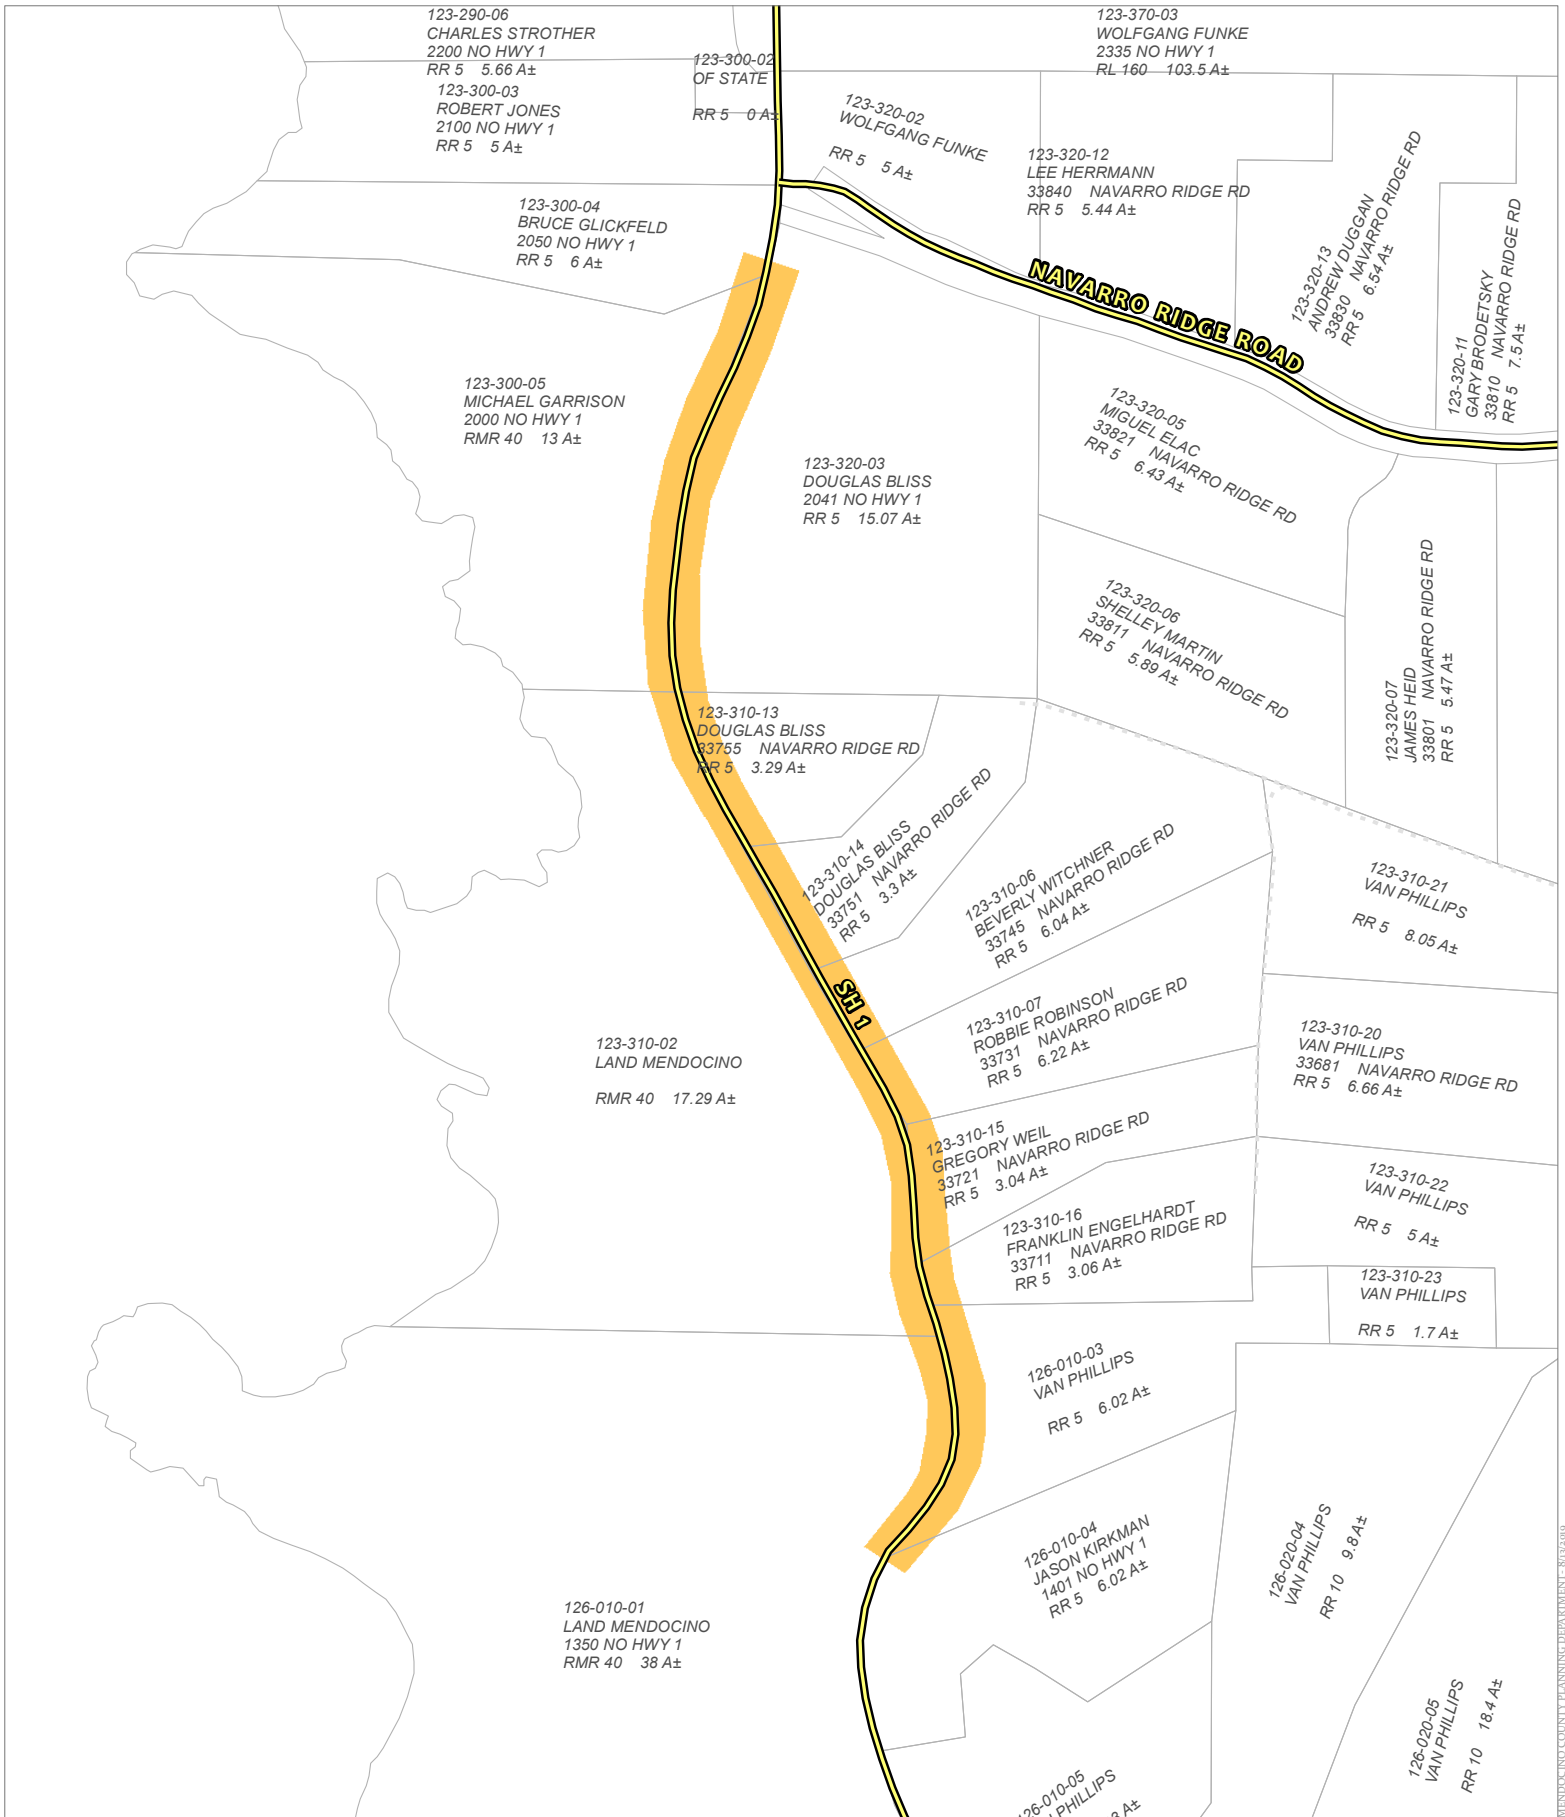 123-290-06
CHARLES STROTHER
2200 NO HWY 1
RR 5 5.66 A±
123-300-02
OF STATE
RR 5 0 A±
123-370-03
WOLFGANG FUNKE
2335 NO HWY 1
RL 160 103.5 A±
123-300-03
ROBERT JONES
2100 NO HWY 1
RR 5 5 A±
123-320-02
WOLFGANG FUNKE
RR 5 5 A±
123-320-12
LEE HERRMANN
33840 NAVARRO RIDGE RD
RR 5 5.44 A±
123-300-04
BRUCE GLICKFELD
2050 NO HWY 1
RR 5 6 A±
123-320-13
ANDREW DUGGAN
33830 NAVARRO RIDGE RD
RR 5 6.54 A±
123-320-11
GARY BRODETSKY
33810 NAVARRO RIDGE RD
RR 5 7.5 A±
NAVARRO RIDGE ROAD
123-300-05
MICHAEL GARRISON
2000 NO HWY 1
RMR 40 13 A±
123-320-03
DOUGLAS BLISS
2041 NO HWY 1
RR 5 15.07 A±
123-320-05
MIGUEL ELAC
33821 NAVARRO RIDGE RD
RR 5 6.43 A±
123-320-06
SHELLEY MARTIN
33811 NAVARRO RIDGE RD
RR 5 5.89 A±
123-320-07
JAMES HEID
33801 NAVARRO RIDGE RD
RR 5 5.47 A±
123-310-13
DOUGLAS BLISS
33755 NAVARRO RIDGE RD
RR 5 3.29 A±
123-310-14
DOUGLAS BLISS
33751 NAVARRO RIDGE RD
RR 5 3.3 A±
123-310-06
BEVERLY WITCHNER
33745 NAVARRO RIDGE RD
RR 5 6.04 A±
123-310-21
VAN PHILLIPS
RR 5 8.05 A±
SH 1
123-310-07
ROBBIE ROBINSON
33731 NAVARRO RIDGE RD
RR 5 6.22 A±
123-310-20
VAN PHILLIPS
33681 NAVARRO RIDGE RD
RR 5 6.66 A±
123-310-02
LAND MENDOCINO
RMR 40 17.29 A±
123-310-15
GREGORY WEIL
33721 NAVARRO RIDGE RD
RR 5 3.04 A±
123-310-22
VAN PHILLIPS
RR 5 5 A±
123-310-16
FRANKLIN ENGELHARDT
33711 NAVARRO RIDGE RD
RR 5 3.06 A±
123-310-23
VAN PHILLIPS
RR 5 1.7 A±
126-010-03
VAN PHILLIPS
RR 5 6.02 A±
126-010-04
JASON KIRKMAN
1401 NO HWY 1
RR 5 6.02 A±
126-020-04
VAN PHILLIPS
RR 10 9.8 A±
126-010-01
LAND MENDOCINO
1350 NO HWY 1
RMR 40 38 A±
126-020-05
VAN PHILLIPS
RR 10 18.4 A±
PHILLIPS
A±
MENDOCINO COUNTY PLANNING DEPARTMENT - 8/13/2019